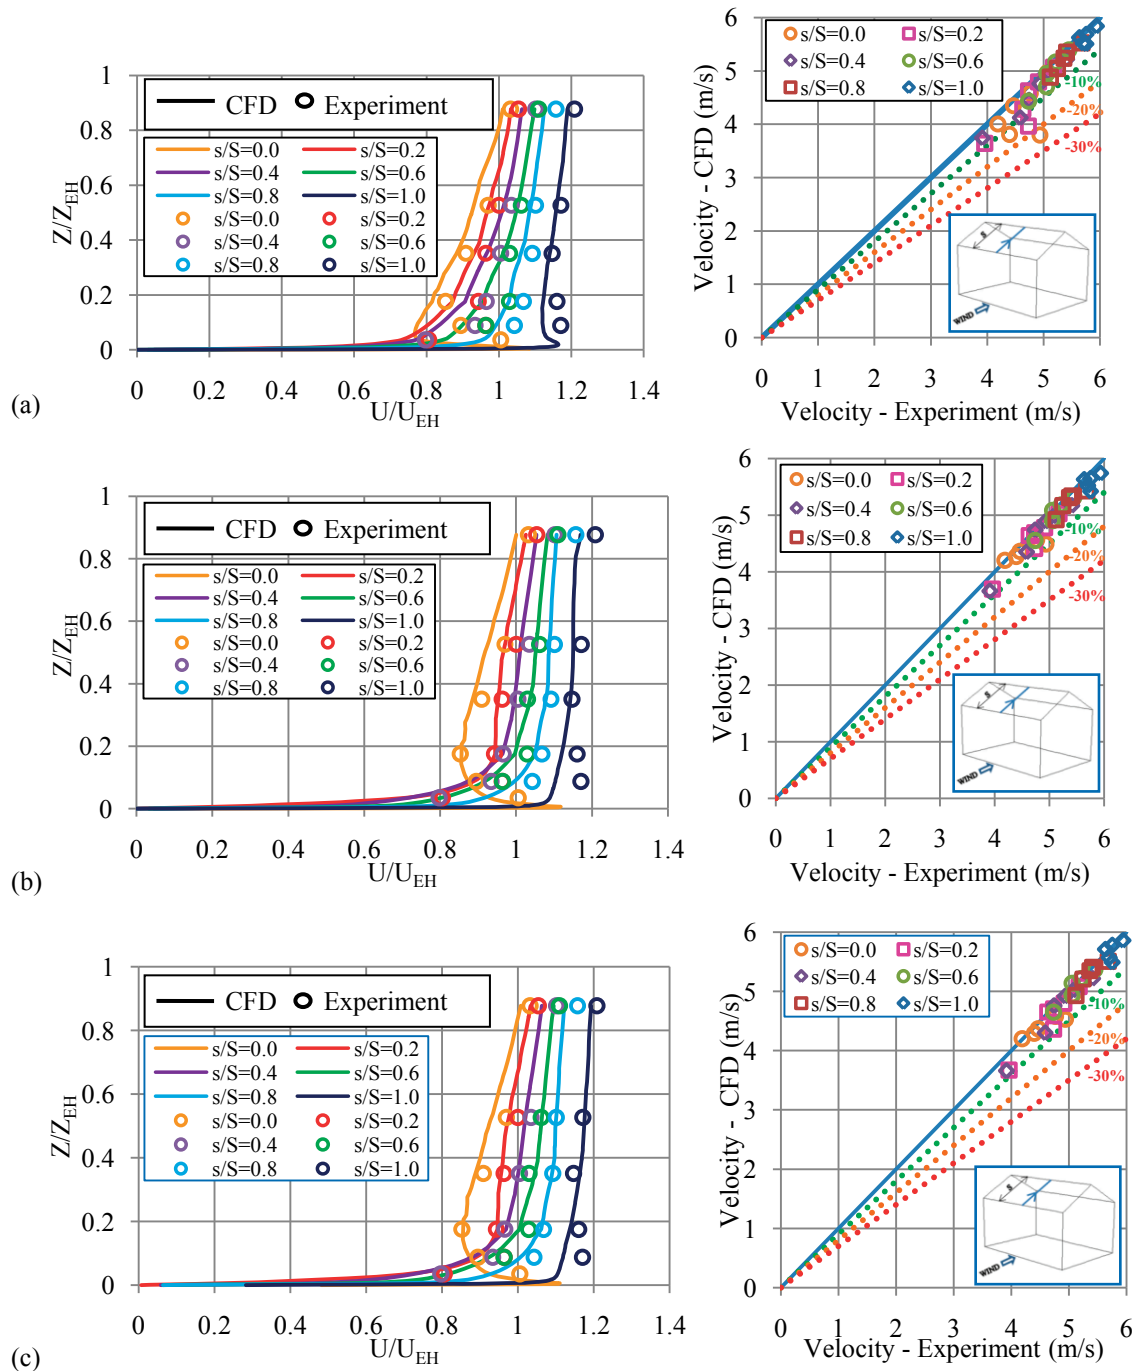 1
0.8
0.6
0.4
0.2
0
Z/Z_EH
CFD Experiment
s/S=0.0 s/S=0.2
s/S=0.4 s/S=0.6
s/S=0.8 s/S=1.0
s/S=0.0 s/S=0.2
s/S=0.4 s/S=0.6
s/S=0.8 s/S=1.0
0 0.2 0.4 0.6 0.8 1 1.2 1.4
U/U_EH
(a)
6
5
4
3
2
1
0
Velocity - CFD (m/s)
s/S=0.0 s/S=0.2
s/S=0.4 s/S=0.6
s/S=0.8 s/S=1.0
-10%
-20%
-30%
S
WIND
0 1 2 3 4 5 6
Velocity - Experiment (m/s)
1
0.8
0.6
0.4
0.2
0
Z/Z_EH
CFD Experiment
s/S=0.0 s/S=0.2
s/S=0.4 s/S=0.6
s/S=0.8 s/S=1.0
s/S=0.0 s/S=0.2
s/S=0.4 s/S=0.6
s/S=0.8 s/S=1.0
0 0.2 0.4 0.6 0.8 1 1.2 1.4
U/U_EH
(b)
6
5
4
3
2
1
0
Velocity - CFD (m/s)
s/S=0.0 s/S=0.2
s/S=0.4 s/S=0.6
s/S=0.8 s/S=1.0
-10%
-20%
-30%
S
WIND
0 1 2 3 4 5 6
Velocity - Experiment (m/s)
1
0.8
0.6
0.4
0.2
0
Z/Z_EH
CFD Experiment
s/S=0.0 s/S=0.2
s/S=0.4 s/S=0.6
s/S=0.8 s/S=1.0
s/S=0.0 s/S=0.2
s/S=0.4 s/S=0.6
s/S=0.8 s/S=1.0
0 0.2 0.4 0.6 0.8 1 1.2 1.4
U/U_EH
(c)
6
5
4
3
2
1
0
Velocity - CFD (m/s)
s/S=0.0 s/S=0.2
s/S=0.4 s/S=0.6
s/S=0.8 s/S=1.0
-10%
-20%
-30%
S
WIND
0 1 2 3 4 5 6
Velocity - Experiment (m/s)